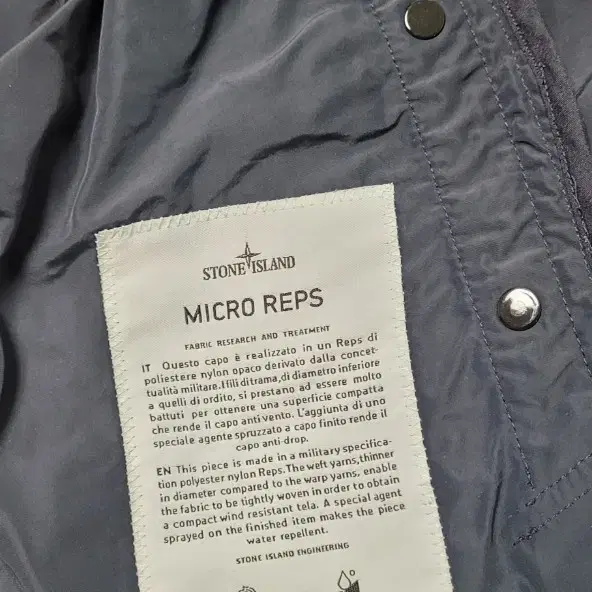 STONE ISLAND
MICRO REPS
FABRIC RESEARCH AND TREATMENT
IT Questo capo è realizzato in un Reps di
poliestere nylon opaco derivato dalla concet-
tualità militare.I fili di trama, di diametro inferiore
a quelli di ordito, si prestano ad essere molto
battuti per ottenere una superficie compatta
che rende il capo anti vento. L'aggiunta di uno
speciale agente spruzzato a capo finito rende il
capo anti-drop.
EN This piece is made in a military specifica-
tion polyester nylon Reps. The weft yarns, thinner
in diameter compared to the warp yarns, enable
the fabric to be tightly woven in order to obtain
a compact wind resistant tela. A special agent
sprayed on the finished item makes the piece
water repellent.
STONE ISLAND ENGINEERING